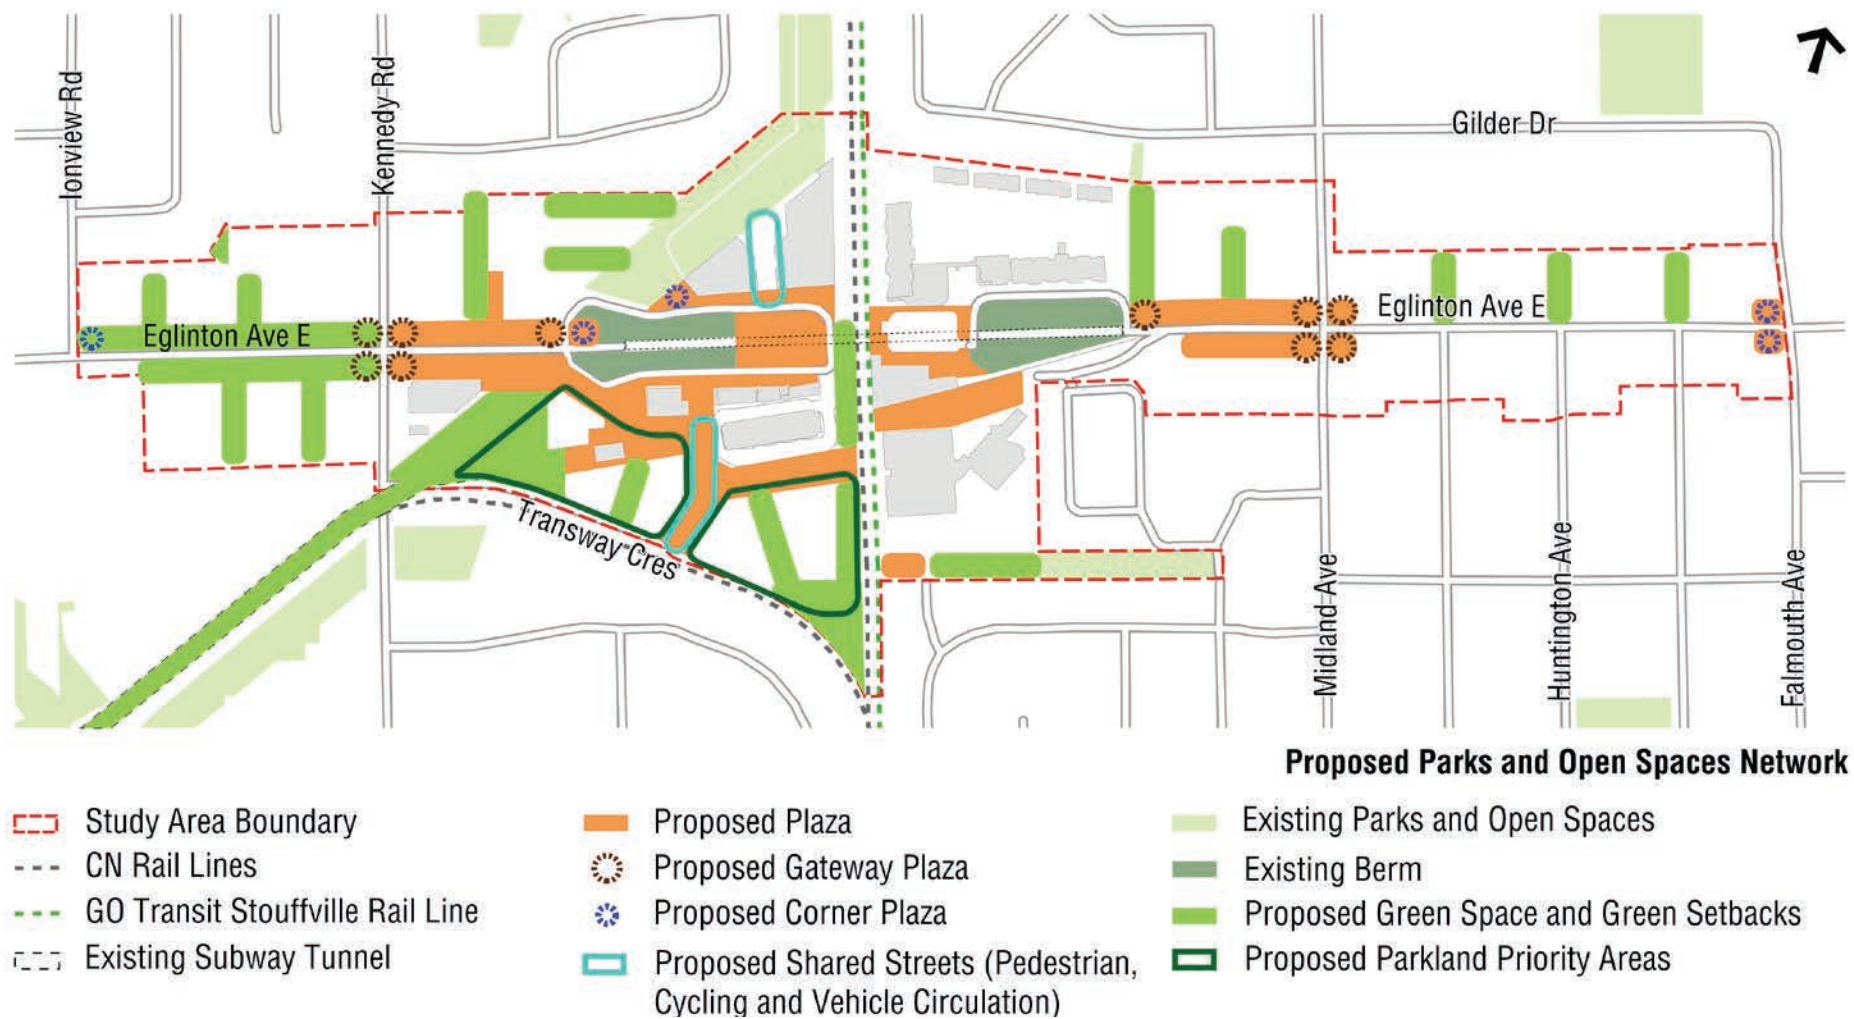 Ionview Rd
Kennedy Rd
Gilder Dr
Eglinton Ave E
Eglinton Ave E
Transway Cres
Midland Ave
Huntington Ave
Falmouth Ave
Proposed Parks and Open Spaces Network
Study Area Boundary
CN Rail Lines
GO Transit Stouffville Rail Line
Existing Subway Tunnel
Proposed Plaza
Proposed Gateway Plaza
Proposed Corner Plaza
Proposed Shared Streets (Pedestrian,
Cycling and Vehicle Circulation)
Existing Parks and Open Spaces
Existing Berm
Proposed Green Space and Green Setbacks
Proposed Parkland Priority Areas